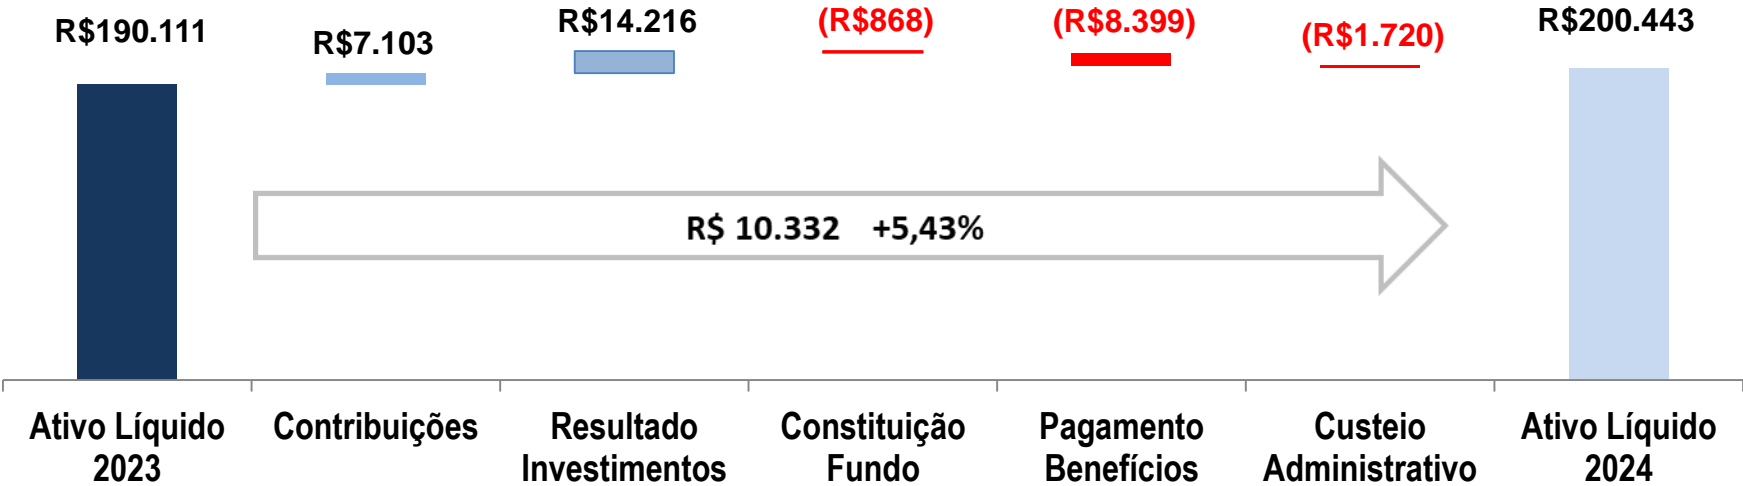 R$190.111
R$7.103
R$14.216
(R$868)
(R$8.399)
(R$1.720)
R$200.443
R$ 10.332 +5,43%
Ativo Líquido
2023
Contribuições
Resultado
Investimentos
Constituição
Fundo
Pagamento
Benefícios
Custeio
Administrativo
Ativo Líquido
2024